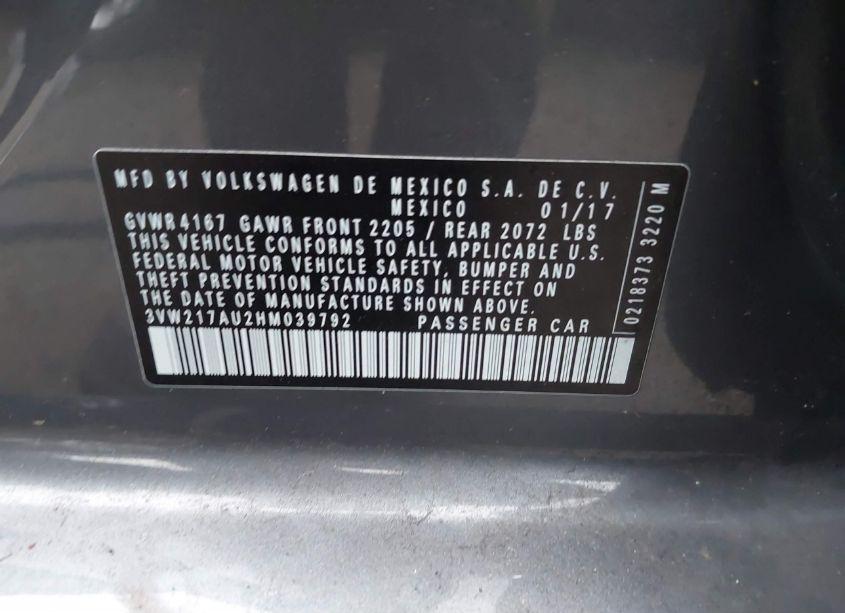 MFD BY VOLKSWAGEN DE MEXICO S.A. DE C.V.
MEXICO 01/17
GVWR 4167 GAWR FRONT 2205 / REAR 2072 LBS
THIS VEHICLE CONFORMS TO ALL APPLICABLE U.S.
FEDERAL MOTOR VEHICLE SAFETY, BUMPER AND
THEFT PREVENTION STANDARDS IN EFFECT ON
THE DATE OF MANUFACTURE SHOWN ABOVE.
3VW217AU2HM039792 PASSENGER CAR
0218373 3220 M